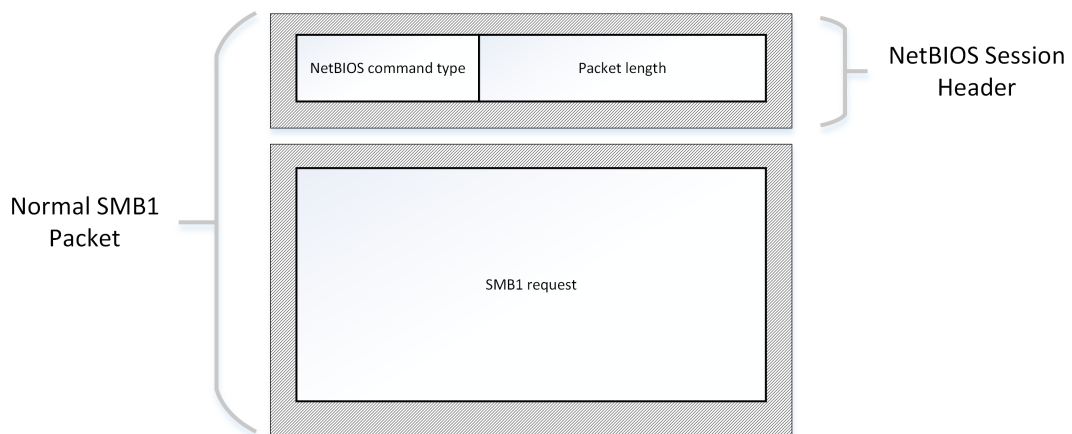 NetBIOS command type
Packet length
NetBIOS Session
Header
Normal SMB1
Packet
SMB1 request